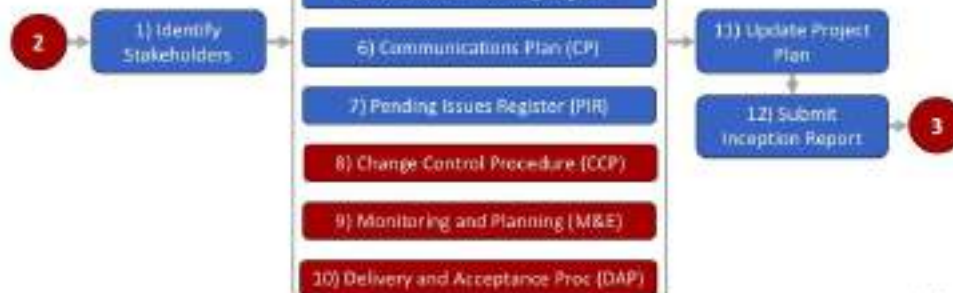 2
1) Identify
Stakeholders
6) Communications Plan (CP)
7) Pending Issues Register (PIR)
8) Change Control Procedure (CCP)
9) Monitoring and Planning (M&E)
10) Delivery and Acceptance Proc (DAP)
11) Update Project
Plan
12) Submit
Inception Report
3